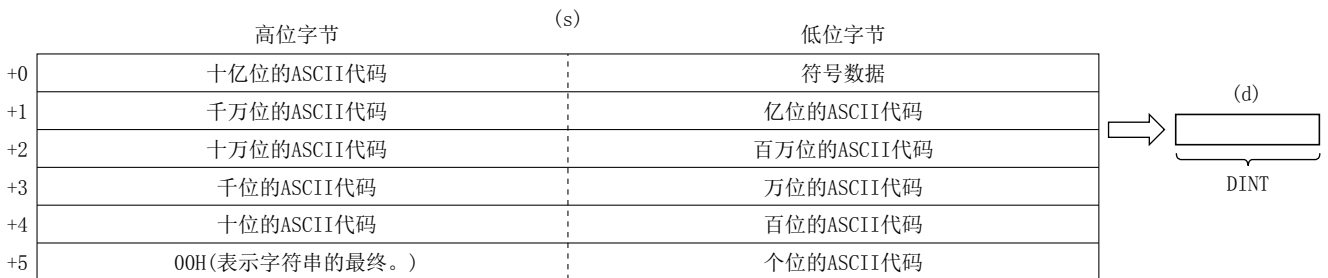 (s)
高位字节 低位字节
+0 十亿位的ASCII代码 符号数据
+1 千万位的ASCII代码 亿位的ASCII代码
+2 十万位的ASCII代码 百万位的ASCII代码
+3 千位的ASCII代码 万位的ASCII代码
+4 十位的ASCII代码 百位的ASCII代码
+5 00H(表示字符串的最终。) 个位的ASCII代码
(d)
DINT